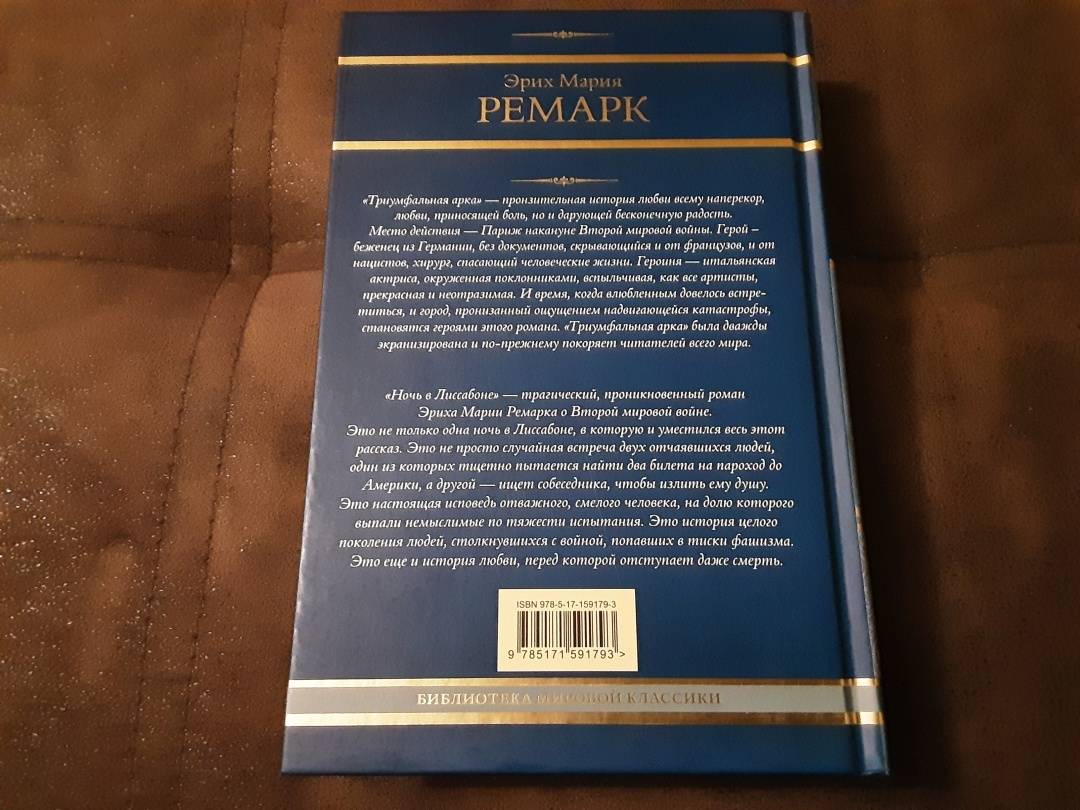 Эрих Мария
РЕМАРК
«Триумфальная арка» — пронзительная история любви всему наперекор,
любви, приносящей боль, но и дарующей бесконечную радость.
Место действия — Париж накануне Второй мировой войны. Герой –
беженец из Германии, без документов, скрывающийся и от французов, и от
нацистов, хирург, спасающий человеческие жизни. Героиня — итальянская
актриса, окруженная поклонниками, вспыльчивая, как все артисты,
прекрасная и неотразимая. И время, когда влюбленным довелось встре-
титься, и город, пронизанный ощущением надвигающейся катастрофы,
становятся героями этого романа. «Триумфальная арка» была дважды
экранизирована и по-прежнему покоряет читателей всего мира.
«Ночь в Лиссабоне» — трагический, проникновенный роман
Эриха Марии Ремарка о Второй мировой войне.
Это не только одна ночь в Лиссабоне, в которую и уместился весь этот
рассказ. Это не просто случайная встреча двух отчаявшихся людей,
один из которых тщетно пытается найти два билета на пароход до
Америки, а другой — ищет собеседника, чтобы излить ему душу.
Это настоящая исповедь отважного, смелого человека, на долю которого
выпали немыслимые по тяжести испытания. Это история целого
поколения людей, столкнувшихся с войной, попавших в тиски фашизма.
Это еще и история любви, перед которой отступает даже смерть.
ISBN 978-5-17-159179-3
9 785171 591793 >
БИБЛИОТЕКА МИРОВОЙ КЛАССИКИ